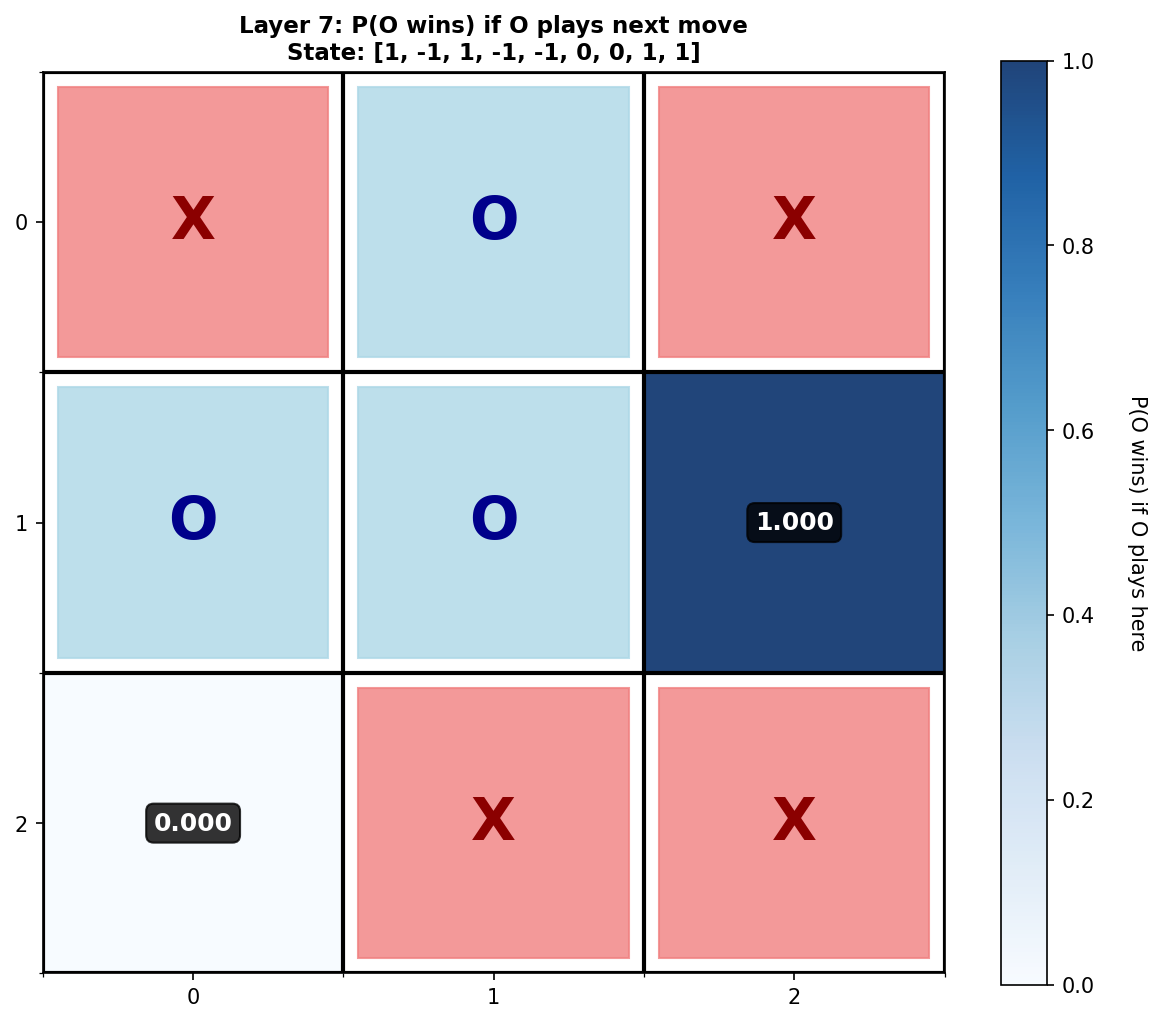 Layer 7: P(O wins) if O plays next move
State: [1, -1, 1, -1, -1, 0, 0, 1, 1]
1.0
0 X O X
0.8
0.6
1 O O 1.000
P(O wins) if O plays here
0.4
0.2
2 0.000 X X
0.0
0 1 2